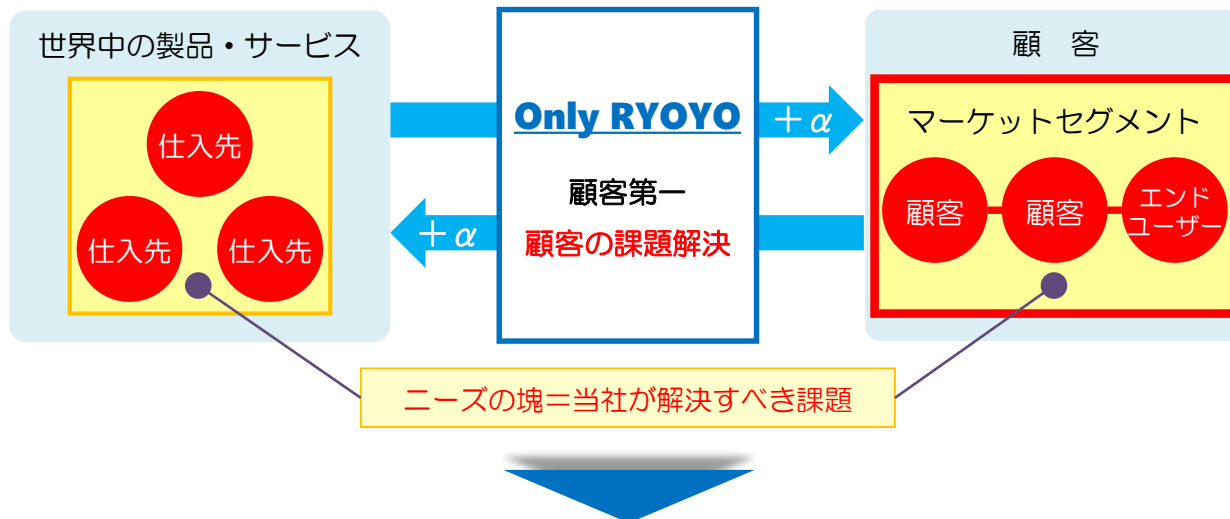 世界中の製品・サービス
仕入先
仕入先
仕入先
Only RYOYO
顧客第一
顧客の課題解決
＋α
＋α
顧　客
マーケットセグメント
顧客
顧客
エンド
ユーザー
ニーズの塊＝当社が解決すべき課題